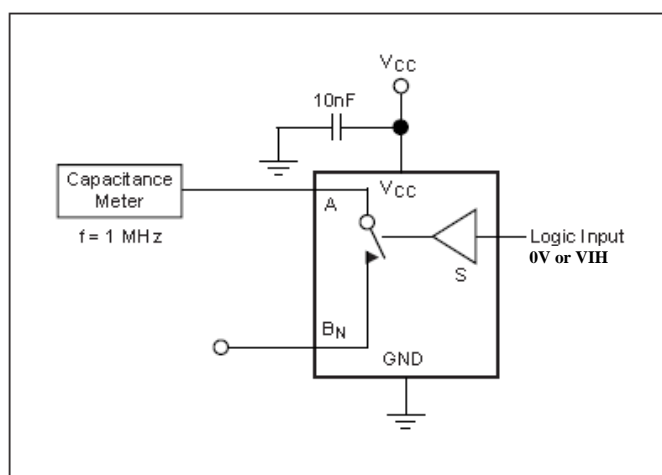 VCC
10nF
Capacitance
Meter
f = 1 MHz
VCC
A
Logic Input
0V or VIH
S
BN
GND